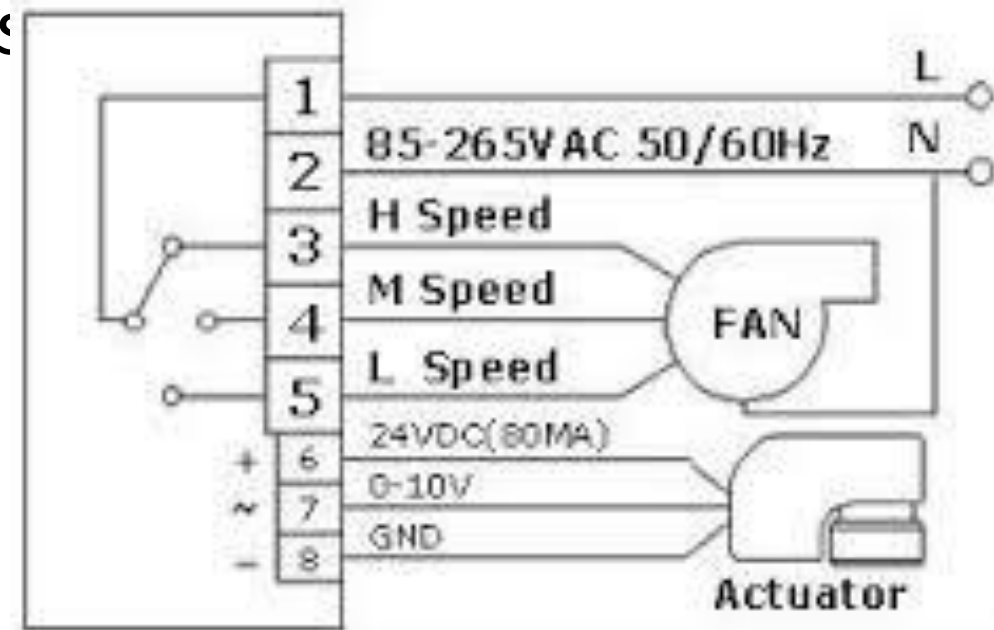 L
1
85-265VAC 50/60Hz N
2
H Speed
3
M Speed
4 FAN
L Speed
5
24VDC(80MA)
+ 6
0-10V
~ 7
GND
- 8
Actuator